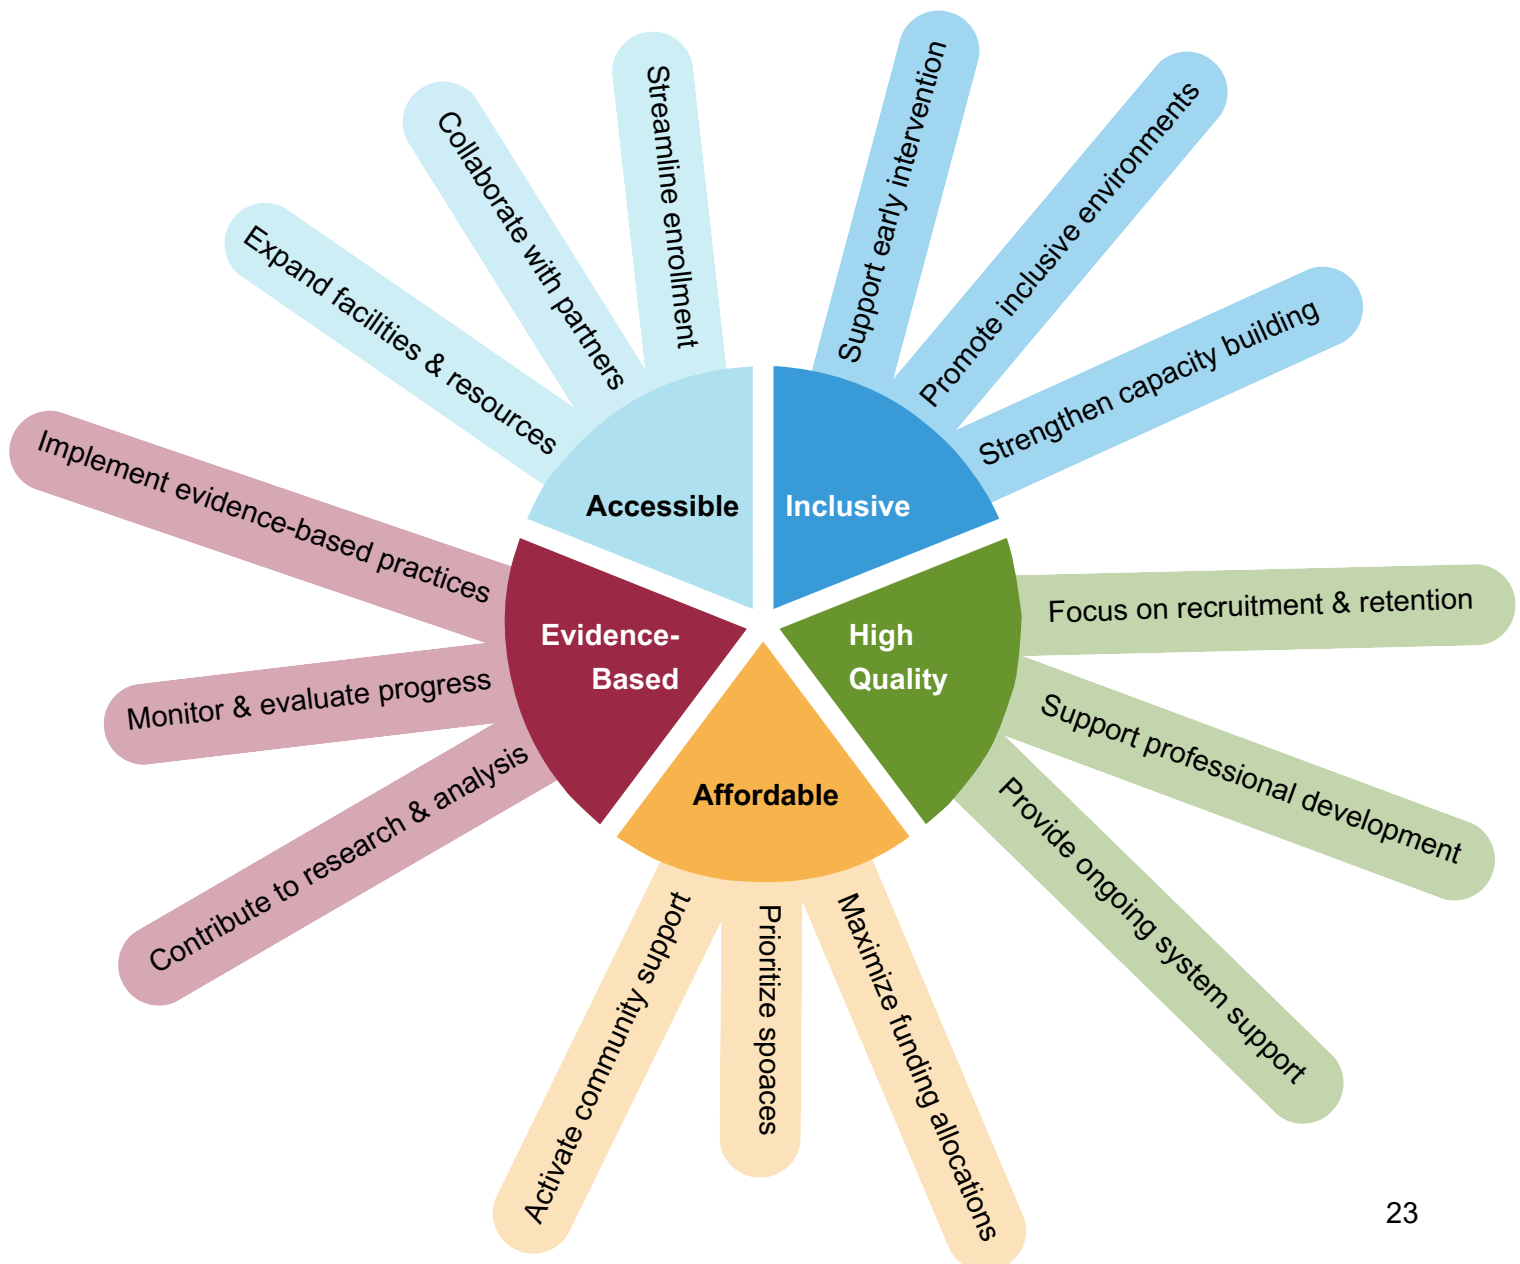 Streamline enrollment
Collaborate with partners
Expand facilities & resources
Accessible
Support early intervention
Promote inclusive environments
Strengthen capacity building
Inclusive
Focus on recruitment & retention
Support professional development
Provide ongoing system support
High
Quality
Maximize funding allocations
Prioritize spoaces
Activate community support
Affordable
Contribute to research & analysis
Monitor & evaluate progress
Implement evidence-based practices
Evidence-
Based
23